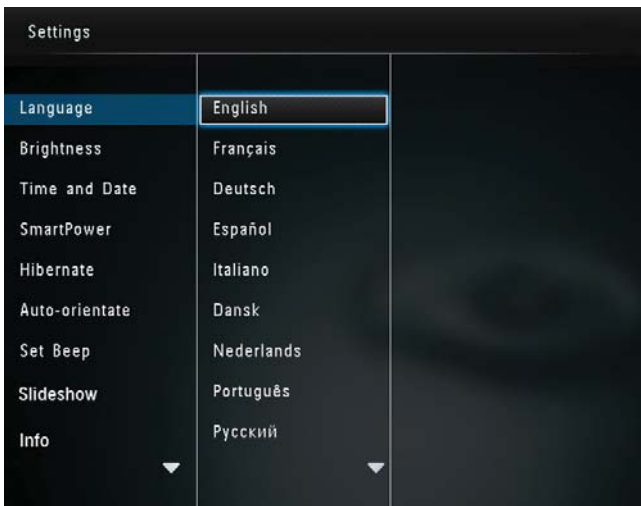 Settings
Language
Brightness
Time and Date
SmartPower
Hibernate
Auto-orientate
Set Beep
Slideshow
Info
English
Français
Deutsch
Español
Italiano
Dansk
Nederlands
Português
Русский